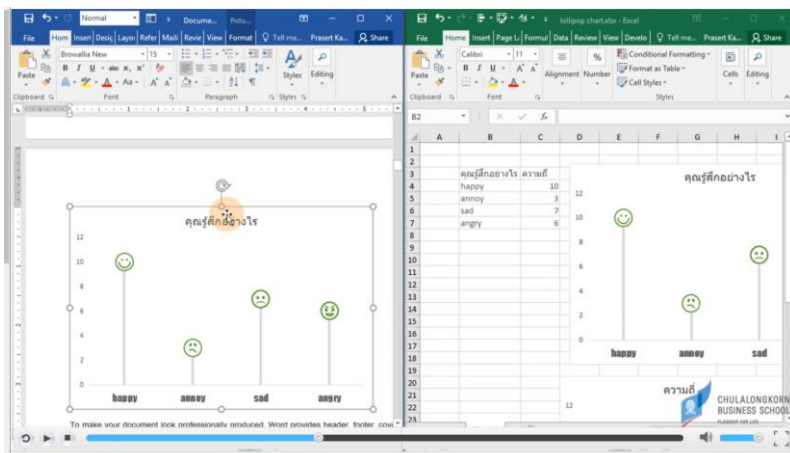 Normal
Docume...
Pictu...
File Hom Insert Desig Layou Refer Maili Revie View Format Tell me... Prasert Ka... Share
Paste
Browallia New 15
B I U abc X₂ X²
Aa A A
Styles Editing
Clipboard Font Paragraph Styles
คุณรู้สึกอย่างไร
12
10
8
6
4
2
0
happy annoy sad angry
To make your document look professionally produced, Word provides header, footer, cov
lollipop chart.xlsx - Excel
File Home Insert Page L Formul Data Review View Develo Tell me... Prasert Ka... Share
Paste
Calibri 11
B I U
A A
Alignment Number
%
Conditional Formatting
Format as Table
Cell Styles
Cells Editing
Clipboard Font Styles
B2 fx
A B C D E F G H I
1
2
3 คุณรู้สึกอย่างไร ความถี่
4 happy 10
5 annoy 3
6 sad 7
7 angry 6
8
9
10
11
12
13
14
15
16
17
18
19
20
21
22
23
คุณรู้สึกอย่างไร
12
10
8
6
4
2
0
happy annoy sad
ความถี่
12
CHULALONGKORN
BUSINESS SCHOOL
FLAGSHIP FOR LIFE